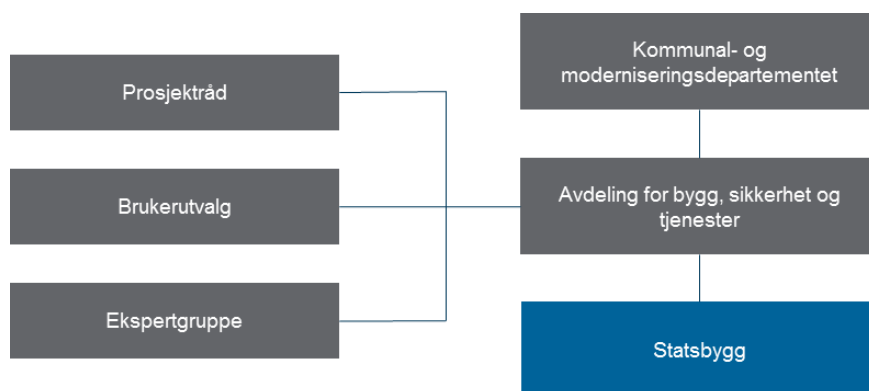 Prosjektråd
Brukerutvalg
Ekspertgruppe
Kommunal- og
moderniseringsdepartementet
Avdeling for bygg, sikkerhet og
tjenester
Statsbygg